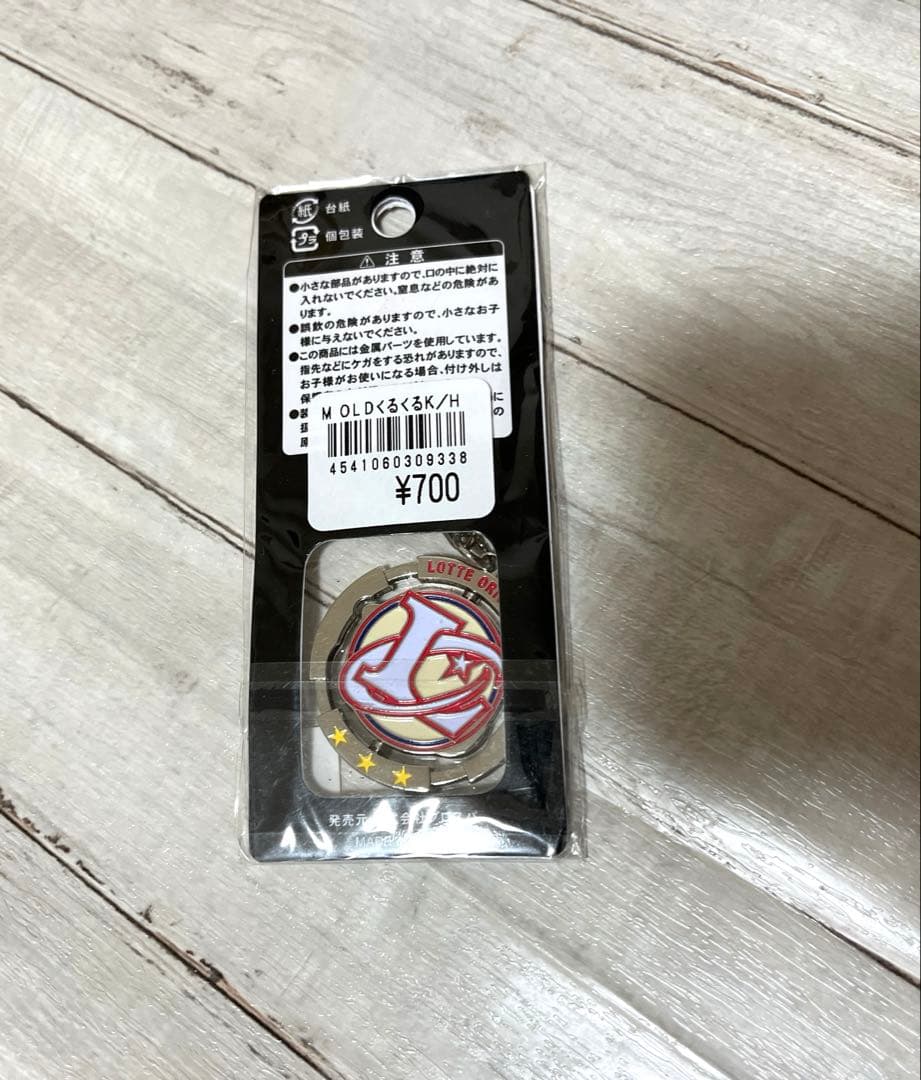 紙 台紙
プラ 個包装
注意
●小さな部品がありますので、口の中に絶対に
入れないでください。窒息などの危険があ
ります。
●誤飲の危険がありますので、小さなお子
様に与えないでください。
●この商品には金属パーツを使用しています。
指先などにケガをする恐れがありますので、
お子様がお使いになる場合、付け外しは
保
M OLDくるくるK/H
4541060309338
¥700
LOTTE ORI
発売元